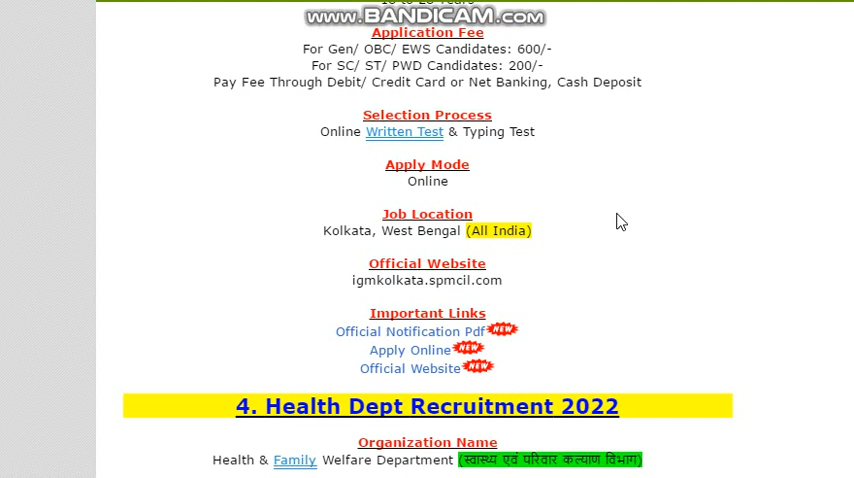 18 to 28 Years
WWW.BANDICAM.COM
Application Fee
For Gen/ OBC/ EWS Candidates: 600/-
For SC/ ST/ PWD Candidates: 200/-
Pay Fee Through Debit/ Credit Card or Net Banking, Cash Deposit
Selection Process
Online Written Test & Typing Test
Apply Mode
Online
Job Location
Kolkata, West Bengal (All India)
Official Website
igmkolkata.spmcil.com
Important Links
Official Notification Pdf NEW
Apply Online NEW
Official Website NEW
4. Health Dept Recruitment 2022
Organization Name
Health & Family Welfare Department (स्वास्थ्य एवं परिवार कल्याण विभाग)